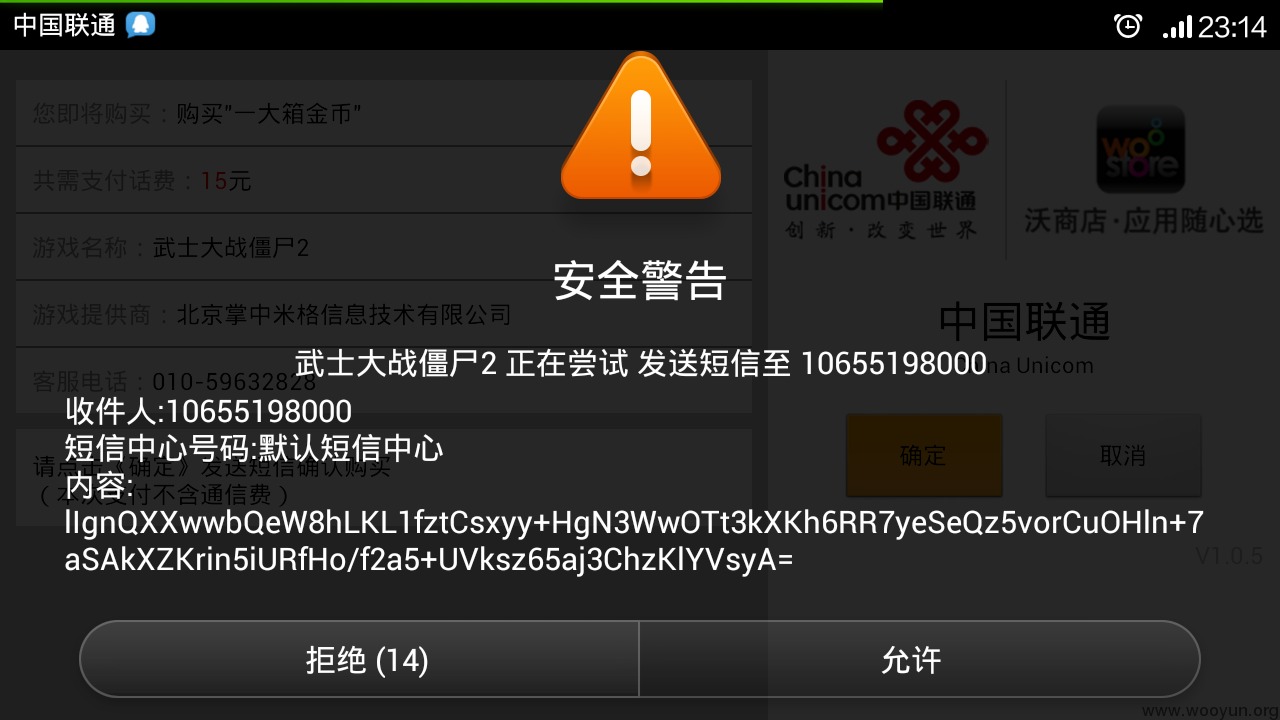 中国联通
23:14
您即将购买：购买"一大箱金币"
共需支付话费：15元
游戏名称：武士大战僵尸2
游戏提供商：北京掌中米格信息技术有限公司
客服电话：010-59632828
请点击《确定》发送短信确认购买
（本次支付不含通信费）
China
unicom中国联通
创新·改变世界
wo
store
沃商店·应用随心选
中国联通
China Unicom
确定
取消
V1.0.5
安全警告
武士大战僵尸2 正在尝试 发送短信至 10655198000
收件人:10655198000
短信中心号码:默认短信中心
内容:
lIgnQXXwwbQeW8hLKL1fztCsxyy+HgN3WwOTt3kXKh6RR7yeSeQz5vorCuOHln+7
aSAkXZKrin5iURfHo/f2a5+UVksz65aj3ChzKlYVsyA=
拒绝 (14)
允许
www.wooyun.org